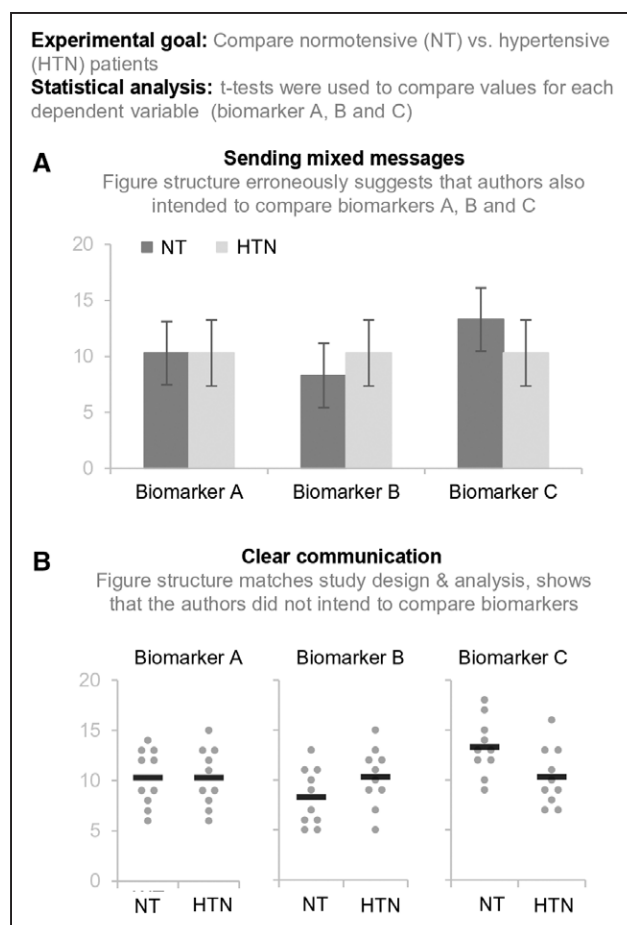 Experimental goal: Compare normotensive (NT) vs. hypertensive
(HTN) patients
Statistical analysis: t-tests were used to compare values for each
dependent variable (biomarker A, B and C)
A
Sending mixed messages
Figure structure erroneously suggests that authors also
intended to compare biomarkers A, B and C
20
NT HTN
15
10
5
0
Biomarker A Biomarker B Biomarker C
B
Clear communication
Figure structure matches study design & analysis, shows
that the authors did not intend to compare biomarkers
Biomarker A Biomarker B Biomarker C
20
15
10
5
0
NT HTN NT HTN NT HTN